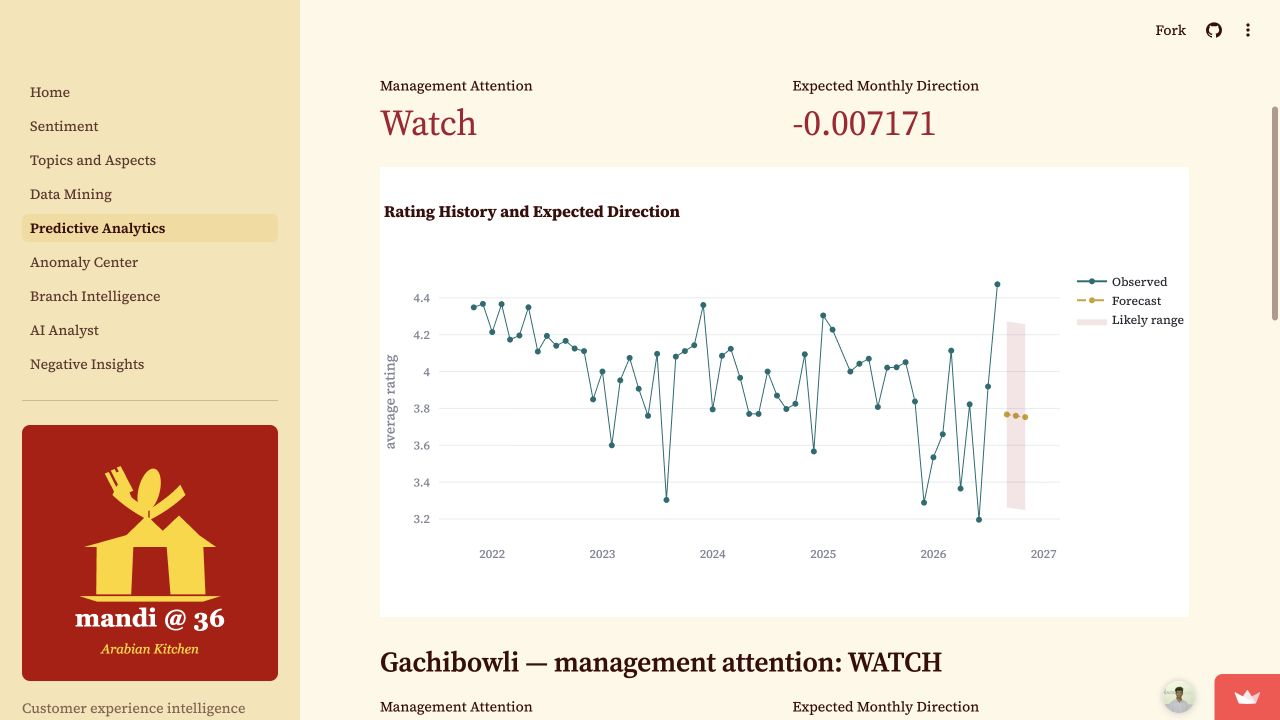 Fork
Home
Sentiment
Topics and Aspects
Data Mining
Predictive Analytics
Anomaly Center
Branch Intelligence
AI Analyst
Negative Insights
mandi @ 36
Arabian Kitchen
Customer experience intelligence
Management Attention
Watch
Expected Monthly Direction
-0.007171
Rating History and Expected Direction
Observed
Forecast
Likely range
average rating
4.4
4.2
4
3.8
3.6
3.4
3.2
2022 2023 2024 2025 2026 2027
Gachibowli — management attention: WATCH
Management Attention
Expected Monthly Direction